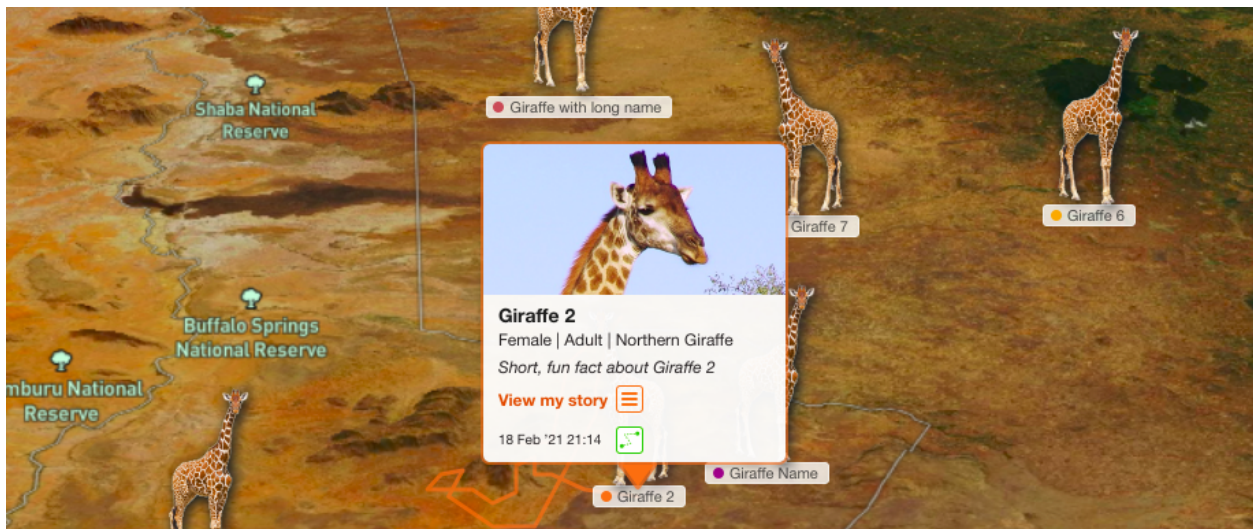 Shaba National
Reserve
Giraffe with long name
Giraffe 7
Giraffe 6
Buffalo Springs
National Reserve
mburu National
Reserve
Giraffe 2
Female | Adult | Northern Giraffe
Short, fun fact about Giraffe 2
View my story
18 Feb '21 21:14
Giraffe Name
Giraffe 2